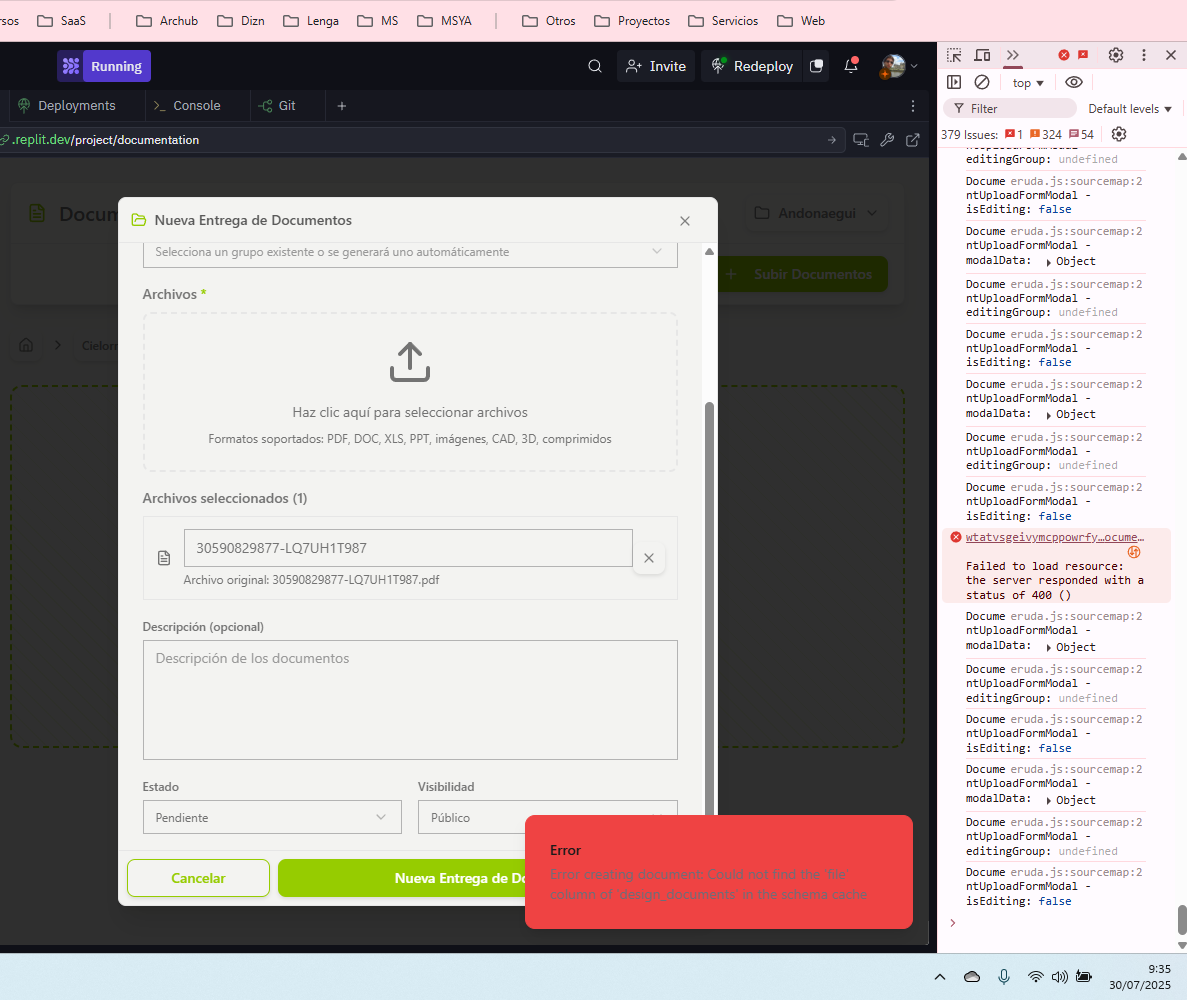 rsos SaaS Archub Dizn Lenga MS MSYA Otros Proyectos Servicios Web
Running Invite Redeploy
Deployments Console Git
.replit.dev/project/documentation
Docum Andonaegui
Subir Documentos
Nueva Entrega de Documentos
Selecciona un grupo existente o se generará uno automáticamente
Archivos *
Haz clic aquí para seleccionar archivos
Formatos soportados: PDF, DOC, XLS, PPT, imágenes, CAD, 3D, comprimidos
Archivos seleccionados (1)
30590829877-LQ7UH1T987
Archivo original: 30590829877-LQ7UH1T987.pdf
Descripción (opcional)
Descripción de los documentos
Estado Visibilidad
Pendiente Público
Cancelar Nueva Entrega de Do
Error
Error creating document: Could not find the 'file'
column of 'design_documents' in the schema cache
top
Filter Default levels
379 Issues: 1 324 54
editingGroup: undefined
Docume eruda.js:sourcemap:2
ntUploadFormModal -
isEditing: false
Docume eruda.js:sourcemap:2
ntUploadFormModal -
modalData: Object
Docume eruda.js:sourcemap:2
ntUploadFormModal -
editingGroup: undefined
Docume eruda.js:sourcemap:2
ntUploadFormModal -
isEditing: false
Docume eruda.js:sourcemap:2
ntUploadFormModal -
modalData: Object
Docume eruda.js:sourcemap:2
ntUploadFormModal -
editingGroup: undefined
Docume eruda.js:sourcemap:2
ntUploadFormModal -
isEditing: false
wtatvsgeivymcppowrfy…ocume…
Failed to load resource:
the server responded with a
status of 400 ()
Docume eruda.js:sourcemap:2
ntUploadFormModal -
modalData: Object
Docume eruda.js:sourcemap:2
ntUploadFormModal -
editingGroup: undefined
Docume eruda.js:sourcemap:2
ntUploadFormModal -
isEditing: false
Docume eruda.js:sourcemap:2
ntUploadFormModal -
modalData: Object
Docume eruda.js:sourcemap:2
ntUploadFormModal -
editingGroup: undefined
Docume eruda.js:sourcemap:2
ntUploadFormModal -
isEditing: false
9:35
30/07/2025